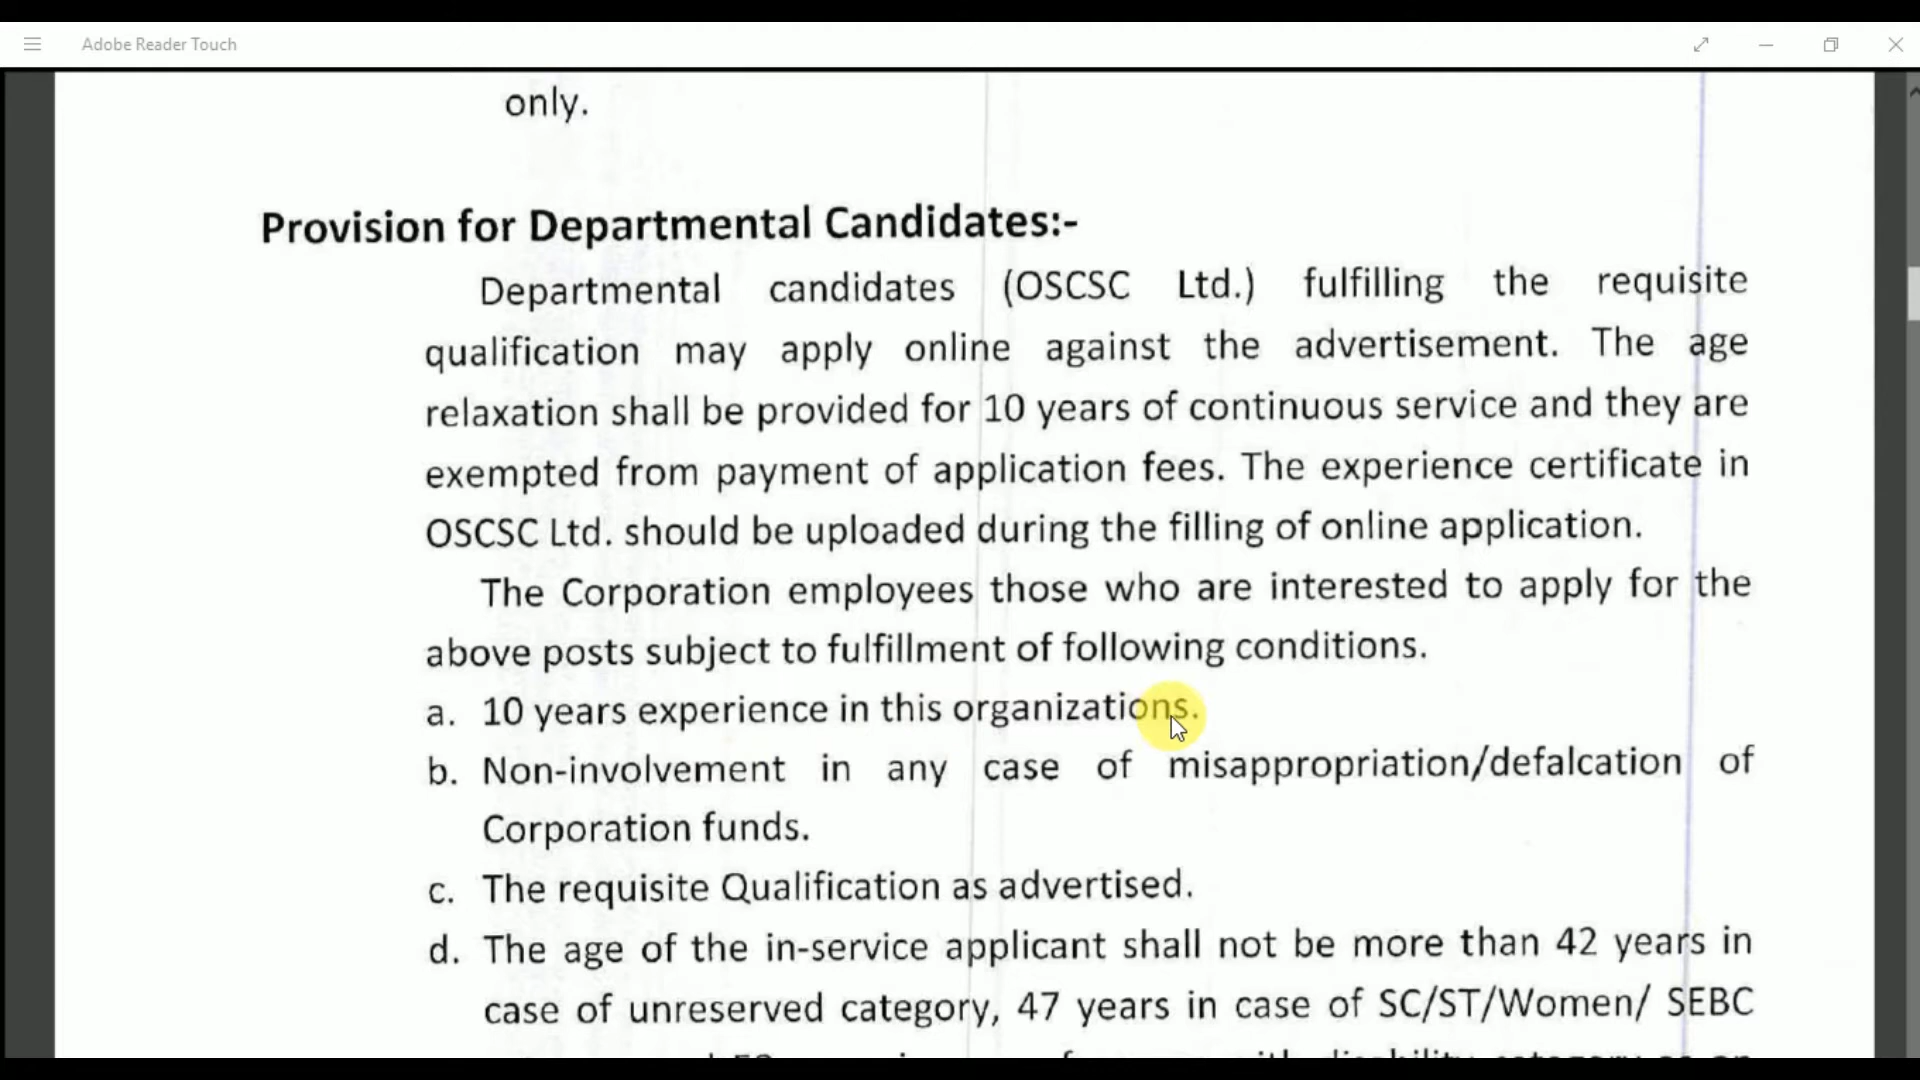 Adobe Reader Touch
only.
Provision for Departmental Candidates:-
Departmental candidates (OSCSC Ltd.) fulfilling the requisite
qualification may apply online against the advertisement. The age
relaxation shall be provided for 10 years of continuous service and they are
exempted from payment of application fees. The experience certificate in
OSCSC Ltd. should be uploaded during the filling of online application.
The Corporation employees those who are interested to apply for the
above posts subject to fulfillment of following conditions.
a. 10 years experience in this organizations.
b. Non-involvement in any case of misappropriation/defalcation of
Corporation funds.
c. The requisite Qualification as advertised.
d. The age of the in-service applicant shall not be more than 42 years in
case of unreserved category, 47 years in case of SC/ST/Women/ SEBC